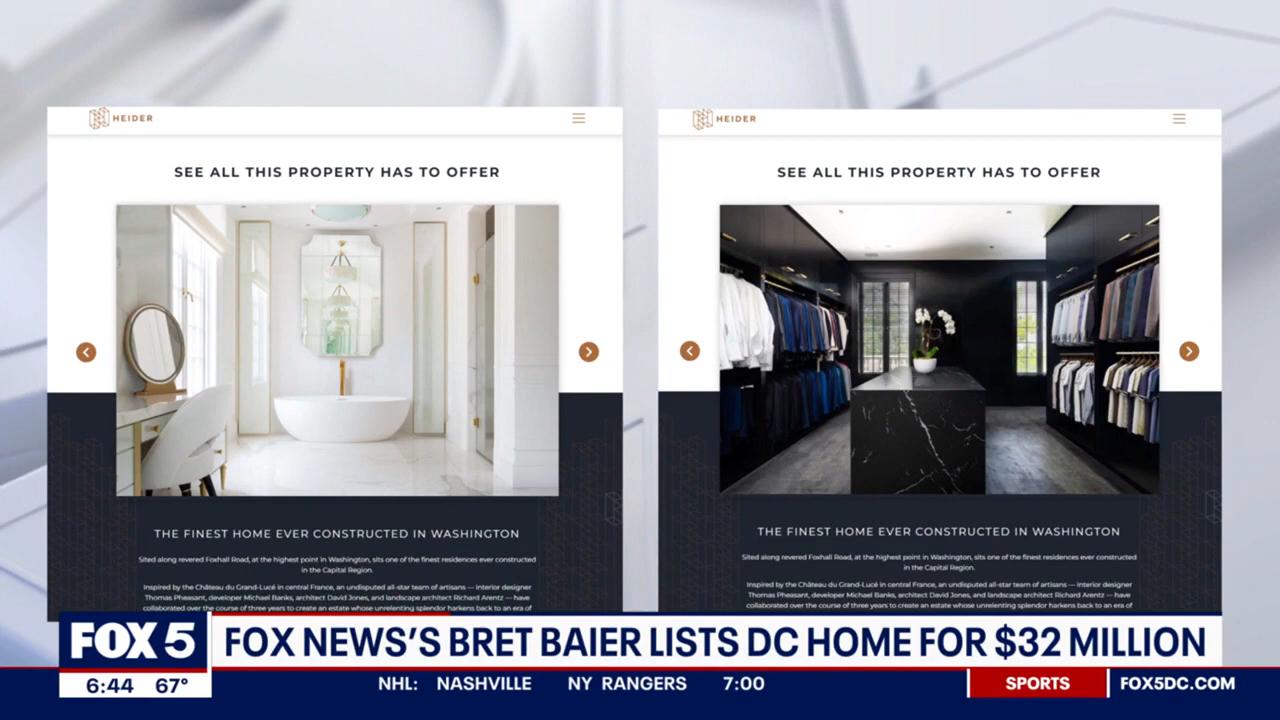 HEIDER
SEE ALL THIS PROPERTY HAS TO OFFER
THE FINEST HOME EVER CONSTRUCTED IN WASHINGTON
Sited along revered Foxhall Road, at the highest point in Washington, sits one of the finest residences ever constructed
in the Capital Region.
Inspired by the Château du Grand-Lucé in central France, an undisputed all-star team of artisans — interior designer
Thomas Pheasant, developer Michael Banks, architect David Jones, and landscape architect Richard Arentz — have
collaborated over the course of three years to create an estate whose unrelenting splendor harkens back to an era of
HEIDER
SEE ALL THIS PROPERTY HAS TO OFFER
THE FINEST HOME EVER CONSTRUCTED IN WASHINGTON
Sited along revered Foxhall Road, at the highest point in Washington, sits one of the finest residences ever constructed
in the Capital Region.
Inspired by the Château du Grand-Lucé in central France, an undisputed all-star team of artisans — interior designer
Thomas Pheasant, developer Michael Banks, architect David Jones, and landscape architect Richard Arentz — have
collaborated over the course of three years to create an estate whose unrelenting splendor harkens back to an era of
FOX 5
FOX NEWS'S BRET BAIER LISTS DC HOME FOR $32 MILLION
6:44 67°
NHL: NASHVILLE NY RANGERS 7:00
SPORTS
FOX5DC.COM